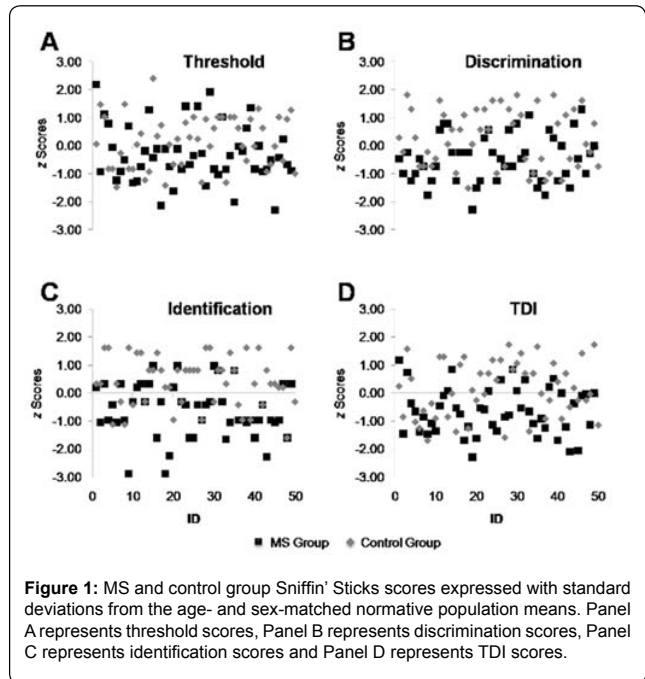 A
Threshold
3.00
2.00
1.00
0.00
-1.00
-2.00
-3.00
z Scores
B
Discrimination
3.00
2.00
1.00
0.00
-1.00
-2.00
-3.00
z Scores
C
Identification
3.00
2.00
1.00
0.00
-1.00
-2.00
-3.00
z Scores
0 10 20 30 40 50
ID
D
TDI
3.00
2.00
1.00
0.00
-1.00
-2.00
-3.00
z Scores
0 10 20 30 40 50
ID
MS Group Control Group
Figure 1: MS and control group Sniffin' Sticks scores expressed with standard
deviations from the age- and sex-matched normative population means. Panel
A represents threshold scores, Panel B represents discrimination scores, Panel
C represents identification scores and Panel D represents TDI scores.